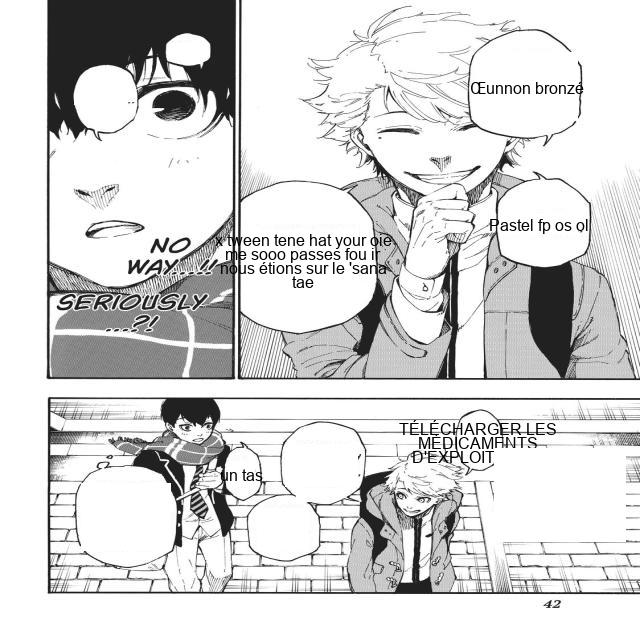 Œunnon bronzé
Pastel fp os ol
x tween tene hat your oie,
me sooo passes fou ir
nous étions sur le 'sana
tae
NO
WAY...!!
SERIOUSLY
...?!
TÉLÉCHARGER LES
MÉDICAMENTS
D'EXPLOIT
un tas
42